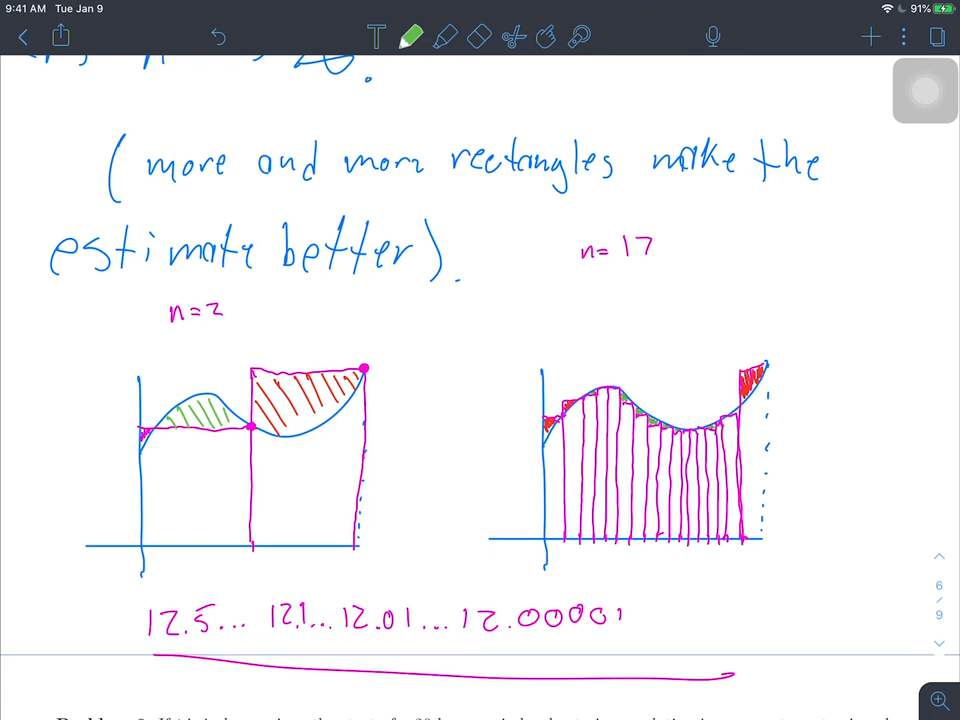 9:41 AM Tue Jan 9
91%
T
(more and more rectangles make the
estimate better).
n=17
n=2
12.5... 12.1... 12.01... 12.00001
6
/
9